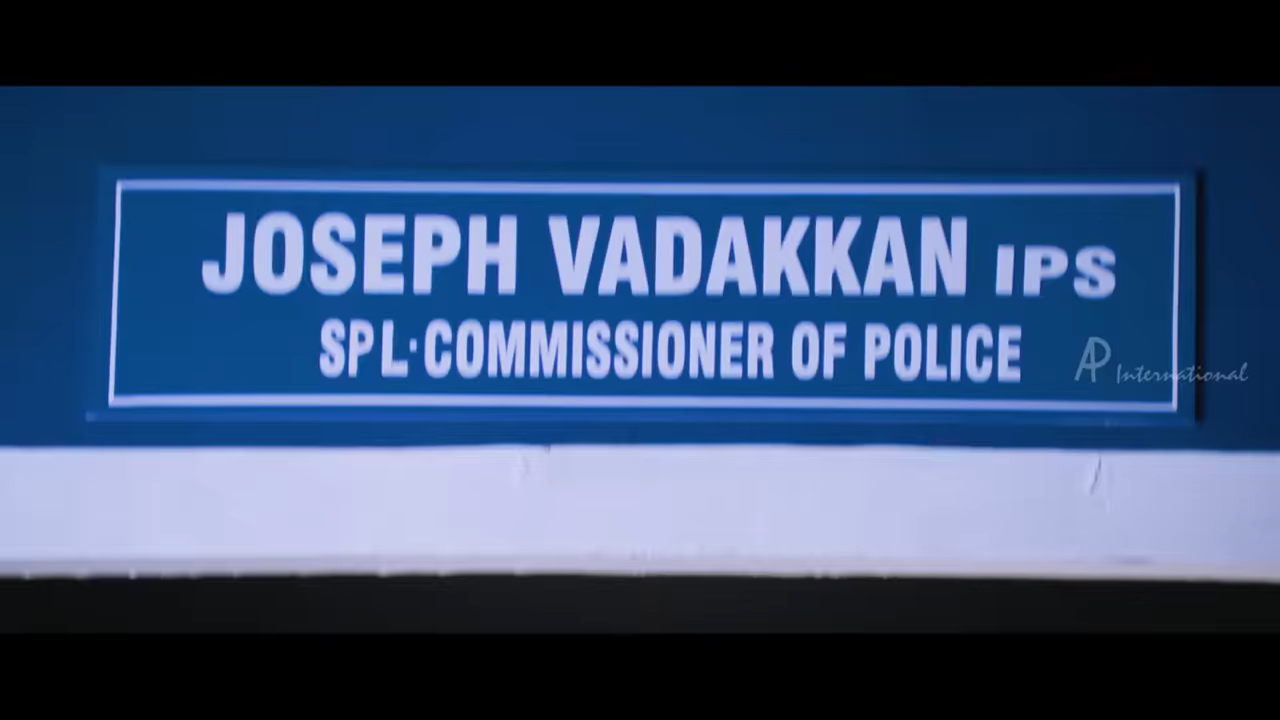 JOSEPH VADAKKAN IPS
SPL.COMMISSIONER OF POLICE
AP International